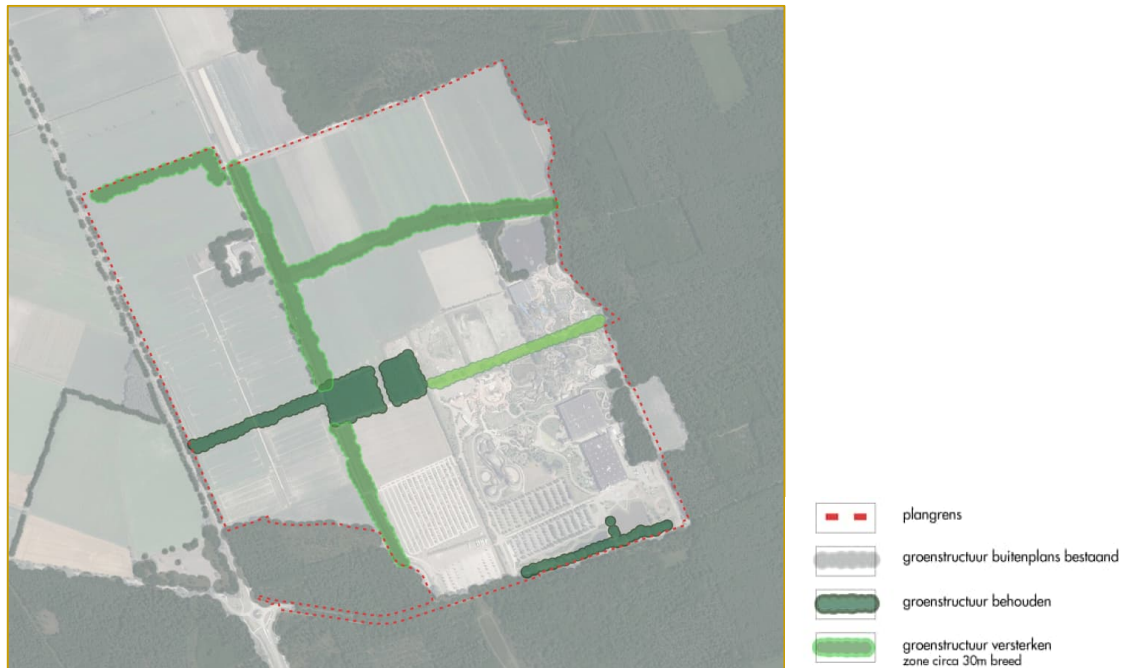 plangrens
groenstructuur buitenplans bestaand
groenstructuur behouden
groenstructuur versterken
zone circa 30m breed